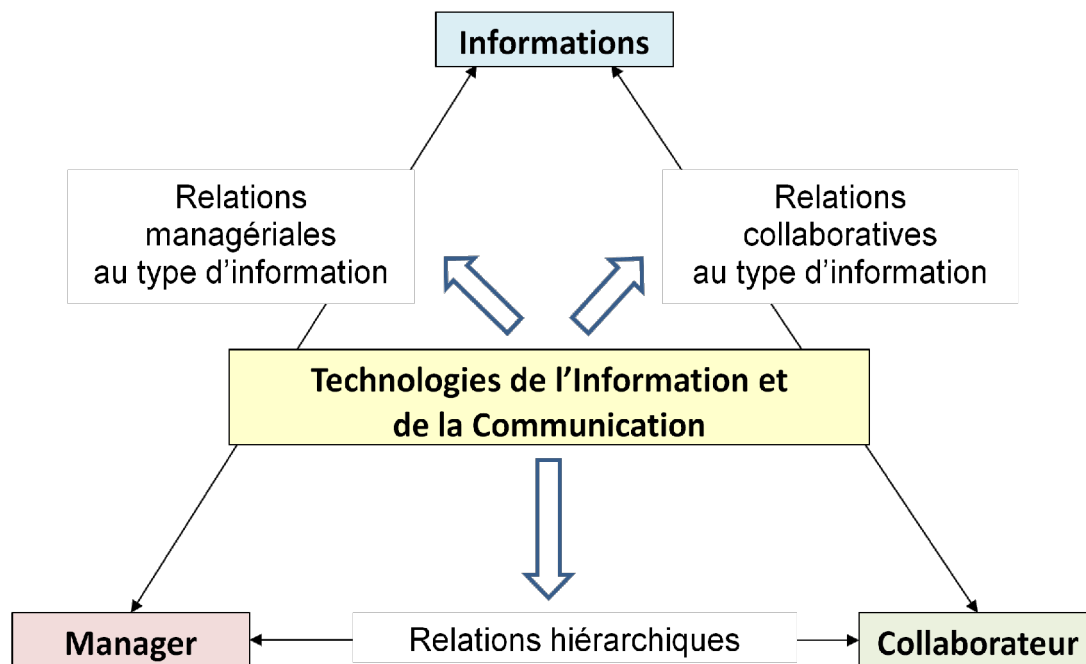 Informations
Relations
managériales
au type d’information
Relations
collaboratives
au type d’information
Technologies de l’Information et
de la Communication
Manager
Relations hiérarchiques
Collaborateur